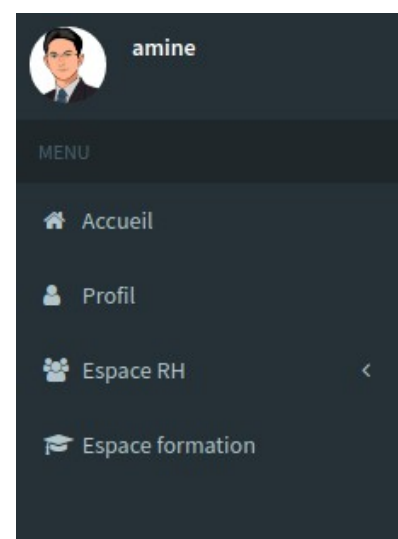 amine
MENU
Accueil
Profil
Espace RH
Espace formation